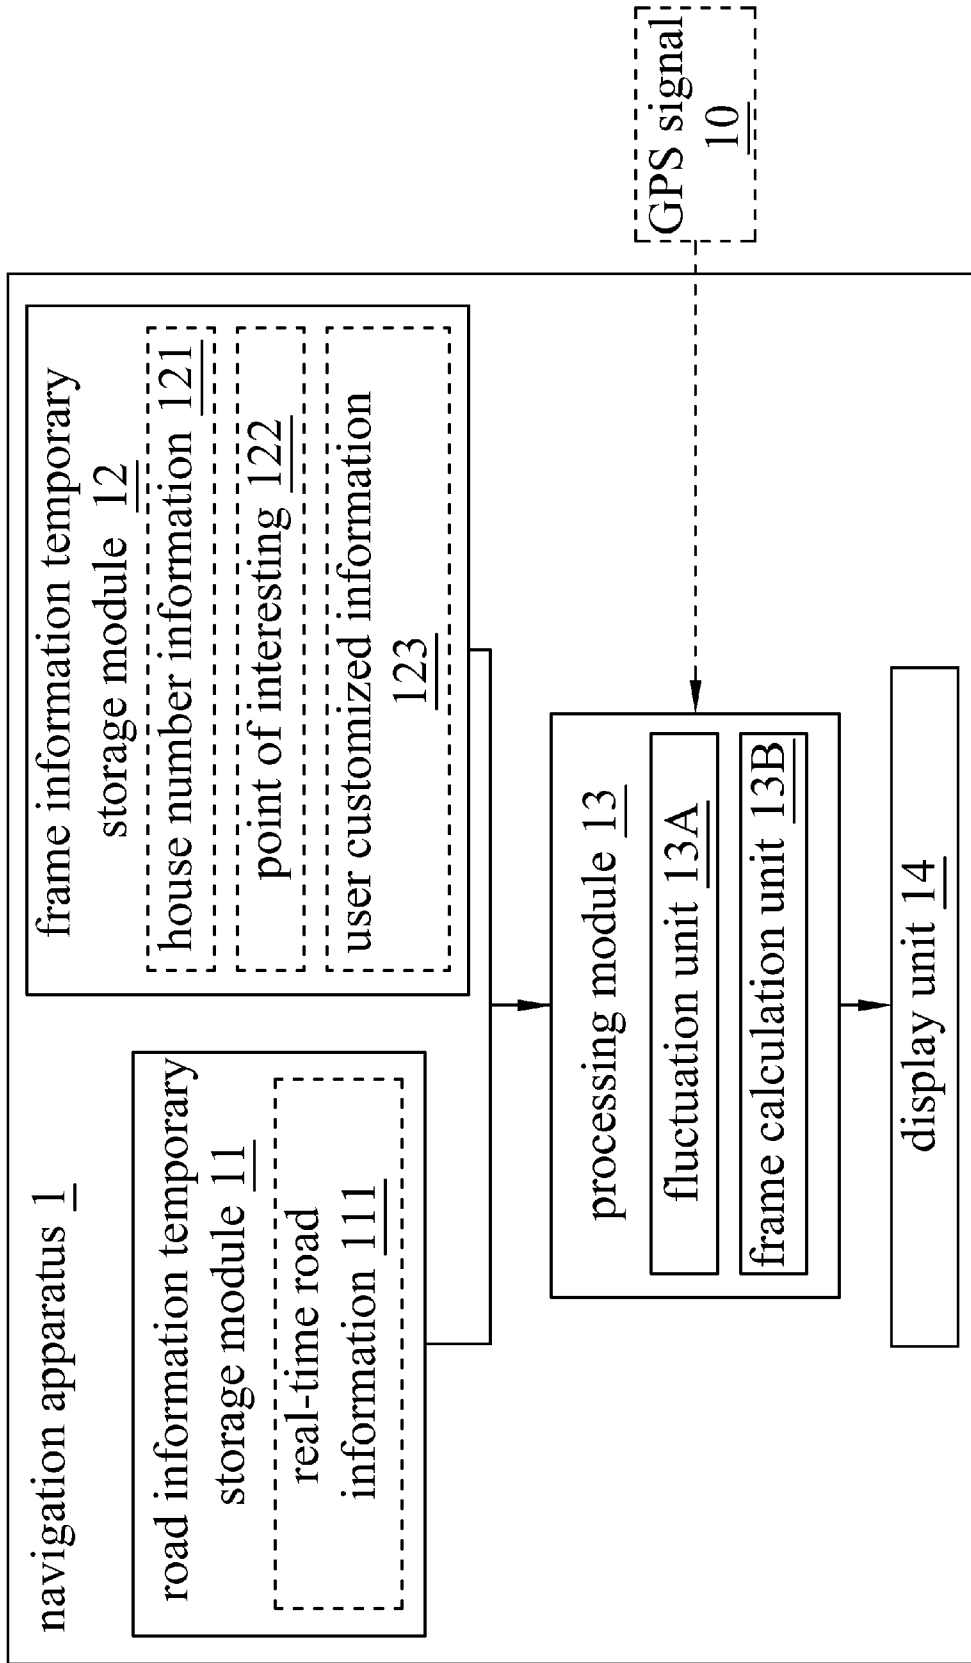 navigation apparatus 1
road information temporary
storage module 11
real-time road
information 111
frame information temporary
storage module 12
house number information 121
point of interesting 122
user customized information
123
GPS signal
10
processing module 13
fluctuation unit 13A
frame calculation unit 13B
display unit 14